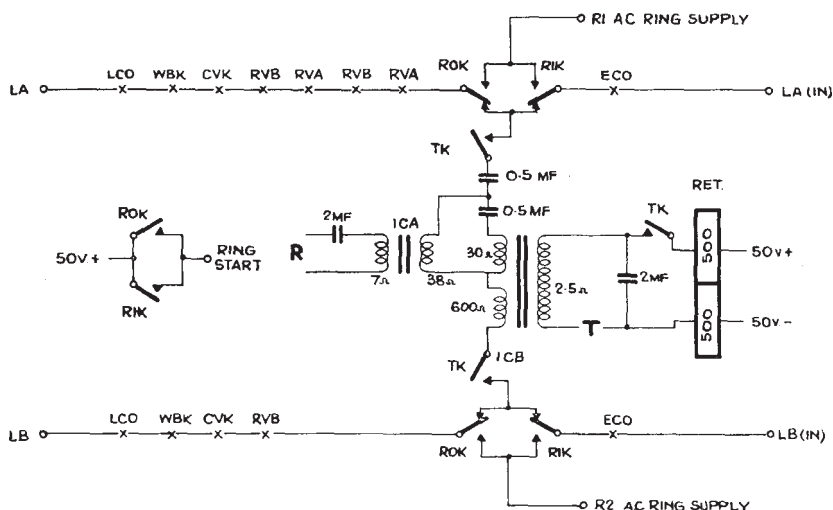 R1 AC RING SUPPLY
ROK R1K
LCO WBK CVK RVB RVA RVB RVA ECO
LA LA (IN)
TK
0.5 MF
RET.
2MF 1CA 0.5 MF TK
ROK
50V+ RING START
R 30Ω 500 50V+
7Ω 38Ω 2.5Ω 2MF
R1K
600Ω
T 500 50V-
TK 1CB
LCO WBK CVK RVB ECO
LB LB (IN)
ROK R1K
R2 AC RING SUPPLY